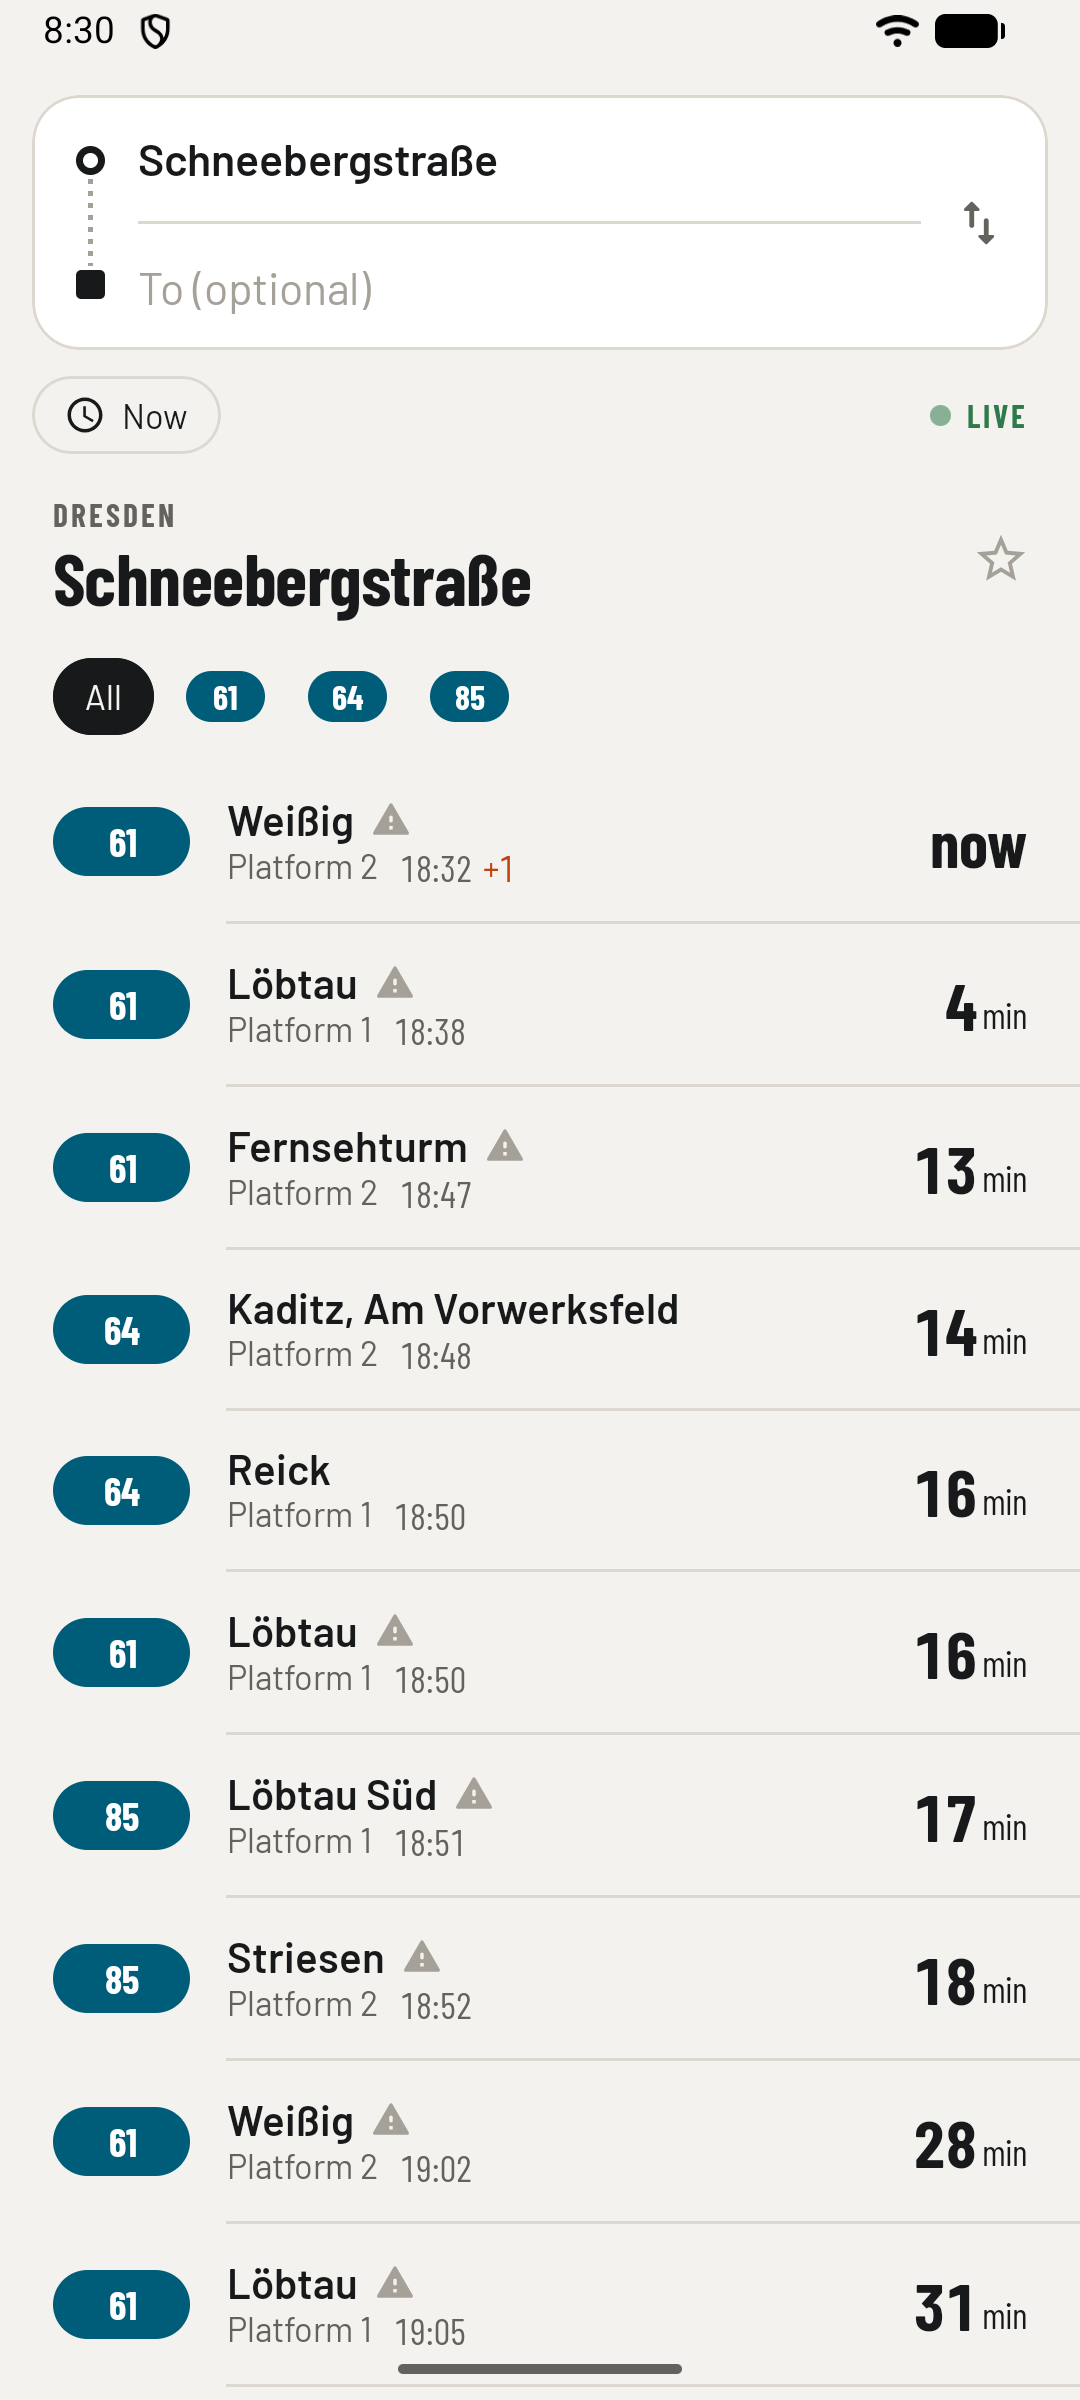 8:30
Schneebergstraße
To (optional)
Now
LIVE
DRESDEN
Schneebergstraße
All 61 64 85
61 Weißig now
Platform 2 18:32 +1
61 Löbtau 4 min
Platform 1 18:38
61 Fernsehturm 13 min
Platform 2 18:47
64 Kaditz, Am Vorwerksfeld 14 min
Platform 2 18:48
64 Reick 16 min
Platform 1 18:50
61 Löbtau 16 min
Platform 1 18:50
85 Löbtau Süd 17 min
Platform 1 18:51
85 Striesen 18 min
Platform 2 18:52
61 Weißig 28 min
Platform 2 19:02
61 Löbtau 31 min
Platform 1 19:05